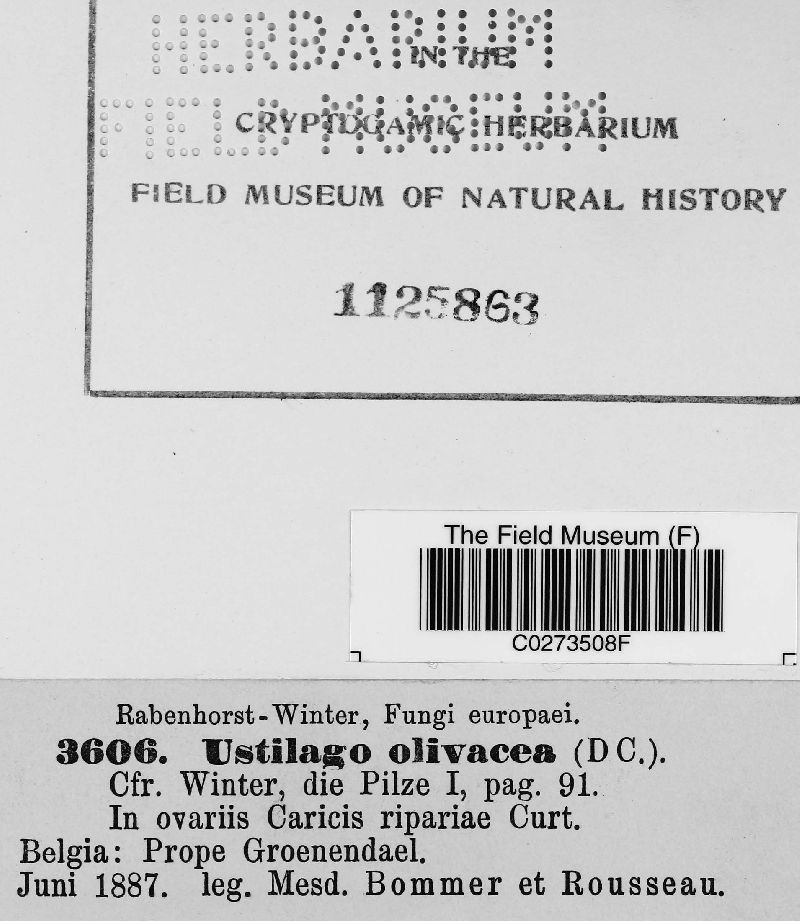 HERBARIUM
IN THE
FIELD MUSEUM
CRYPTOGAMIC HERBARIUM
FIELD MUSEUM OF NATURAL HISTORY
1125863
The Field Museum (F)
C0273508F
Rabenhorst-Winter, Fungi europaei.
3606. Ustilago olivacea (DC.).
Cfr. Winter, die Pilze I, pag. 91.
In ovariis Caricis ripariae Curt.
Belgia: Prope Groenendael.
Juni 1887. leg. Mesd. Bommer et Rousseau.